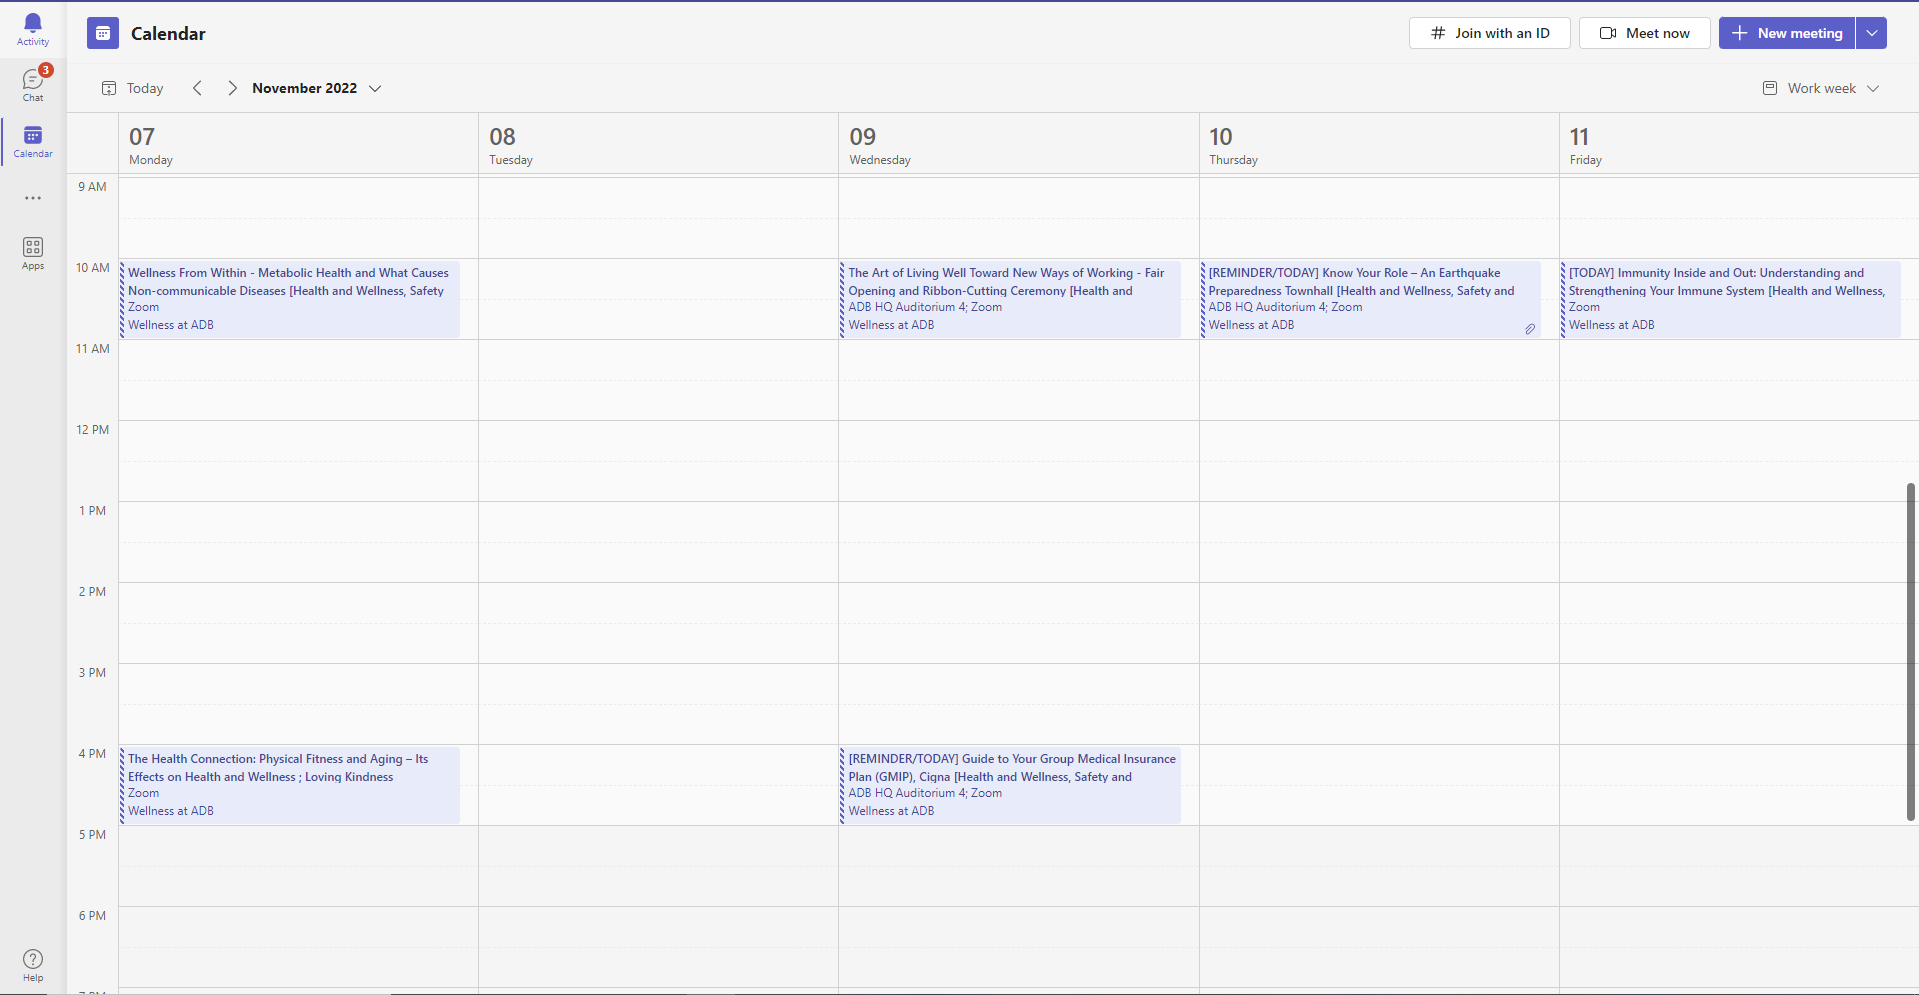 Activity
3
Chat
Calendar
Apps
Help
Calendar
Join with an ID
Meet now
New meeting
Today
November 2022
Work week
07
Monday
08
Tuesday
09
Wednesday
10
Thursday
11
Friday
9 AM
10 AM
Wellness From Within - Metabolic Health and What Causes
Non-communicable Diseases [Health and Wellness, Safety
Zoom
Wellness at ADB
The Art of Living Well Toward New Ways of Working - Fair
Opening and Ribbon-Cutting Ceremony [Health and
ADB HQ Auditorium 4; Zoom
Wellness at ADB
[REMINDER/TODAY] Know Your Role – An Earthquake
Preparedness Townhall [Health and Wellness, Safety and
ADB HQ Auditorium 4; Zoom
Wellness at ADB
[TODAY] Immunity Inside and Out: Understanding and
Strengthening Your Immune System [Health and Wellness,
Zoom
Wellness at ADB
11 AM
12 PM
1 PM
2 PM
3 PM
4 PM
The Health Connection: Physical Fitness and Aging – Its
Effects on Health and Wellness ; Loving Kindness
Zoom
Wellness at ADB
[REMINDER/TODAY] Guide to Your Group Medical Insurance
Plan (GMIP), Cigna [Health and Wellness, Safety and
ADB HQ Auditorium 4; Zoom
Wellness at ADB
5 PM
6 PM